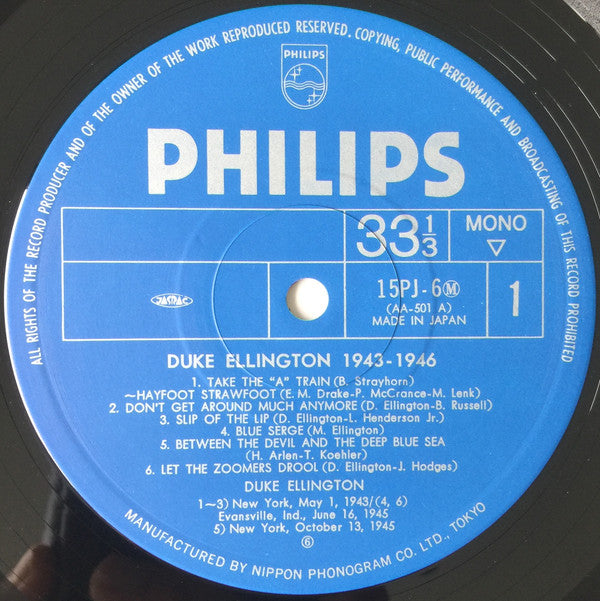 ALL RIGHTS OF THE RECORD PRODUCER AND OF THE OWNER OF THE WORK REPRODUCED RESERVED. COPYING, PUBLIC PERFORMANCE AND BROADCASTING OF THIS RECORD PROHIBITED
PHILIPS
PHILIPS
33 1/3
MONO
▽
JASRAC
15PJ-6Ⓜ
(AA-501 A)
MADE IN JAPAN
1
DUKE ELLINGTON 1943-1946
1. TAKE THE "A" TRAIN (B. Strayhorn)
~HAYFOOT STRAWFOOT (E. M. Drake-P. McCrance-M. Lenk)
2. DON'T GET AROUND MUCH ANYMORE (D. Ellington-B. Russell)
3. SLIP OF THE LIP (D. Ellington-L. Henderson Jr.)
4. BLUE SERGE (M. Ellington)
5. BETWEEN THE DEVIL AND THE DEEP BLUE SEA
(H. Arlen-T. Koehler)
6. LET THE ZOOMERS DROOL (D. Ellington-J. Hodges)
DUKE ELLINGTON
1~3) New York, May 1, 1943/(4, 6)
Evansville, Ind., June 16, 1945
5) New York, October 13, 1945
⑥
MANUFACTURED BY NIPPON PHONOGRAM CO. LTD., TOKYO